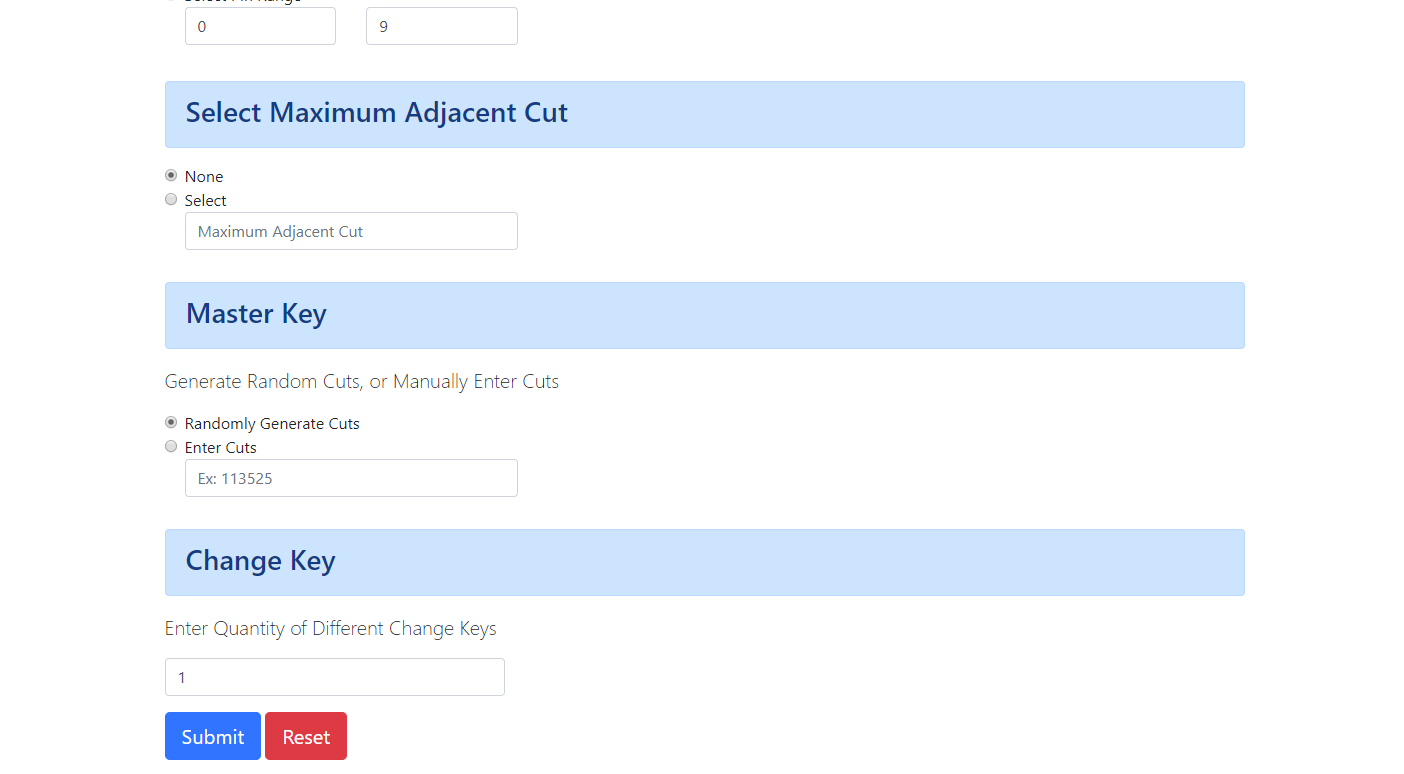 0 9
Select Maximum Adjacent Cut
None
Select
Maximum Adjacent Cut
Master Key
Generate Random Cuts, or Manually Enter Cuts
Randomly Generate Cuts
Enter Cuts
Ex: 113525
Change Key
Enter Quantity of Different Change Keys
1
Submit Reset